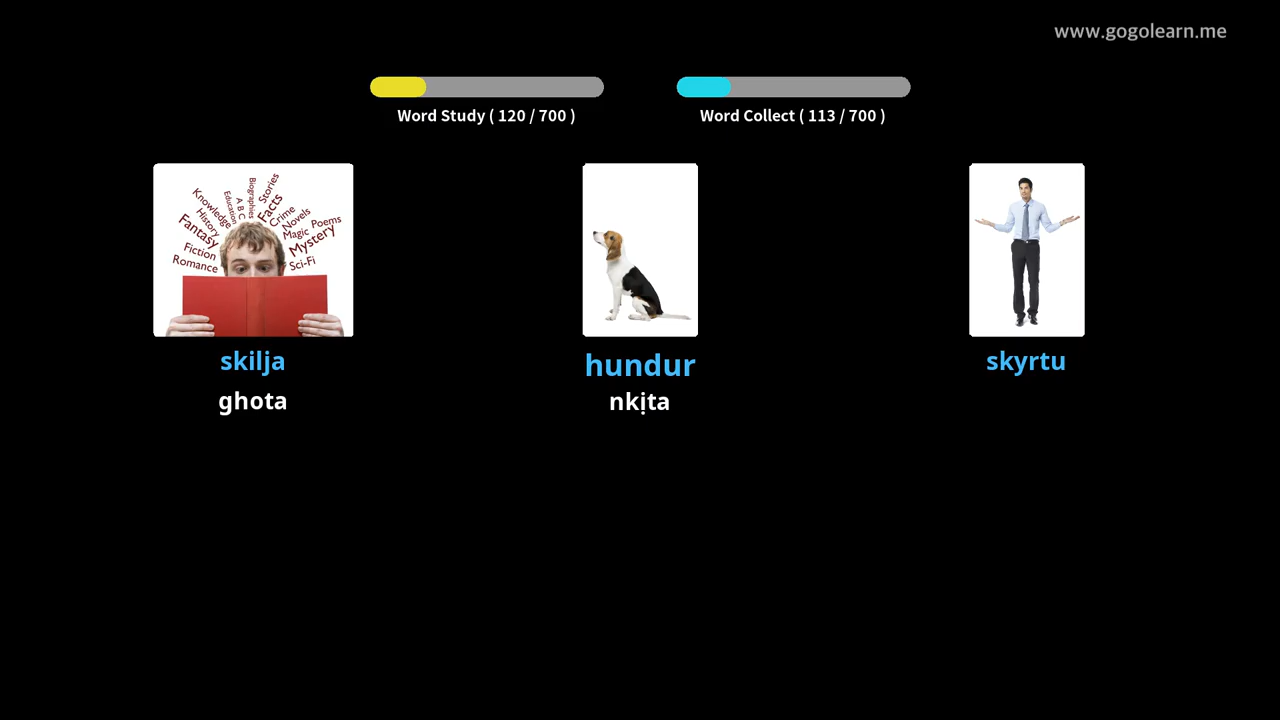 www.gogolearn.me
Word Study ( 120 / 700 )
Word Collect ( 113 / 700 )
Stories
Biographies
Facts
A B C
Education
Knowledge
Crime
History
Novels
Poems
Fantasy
Magic
Mystery
Fiction
Sci-Fi
Romance
skilja
hundur
skyrtu
ghota
nkịta